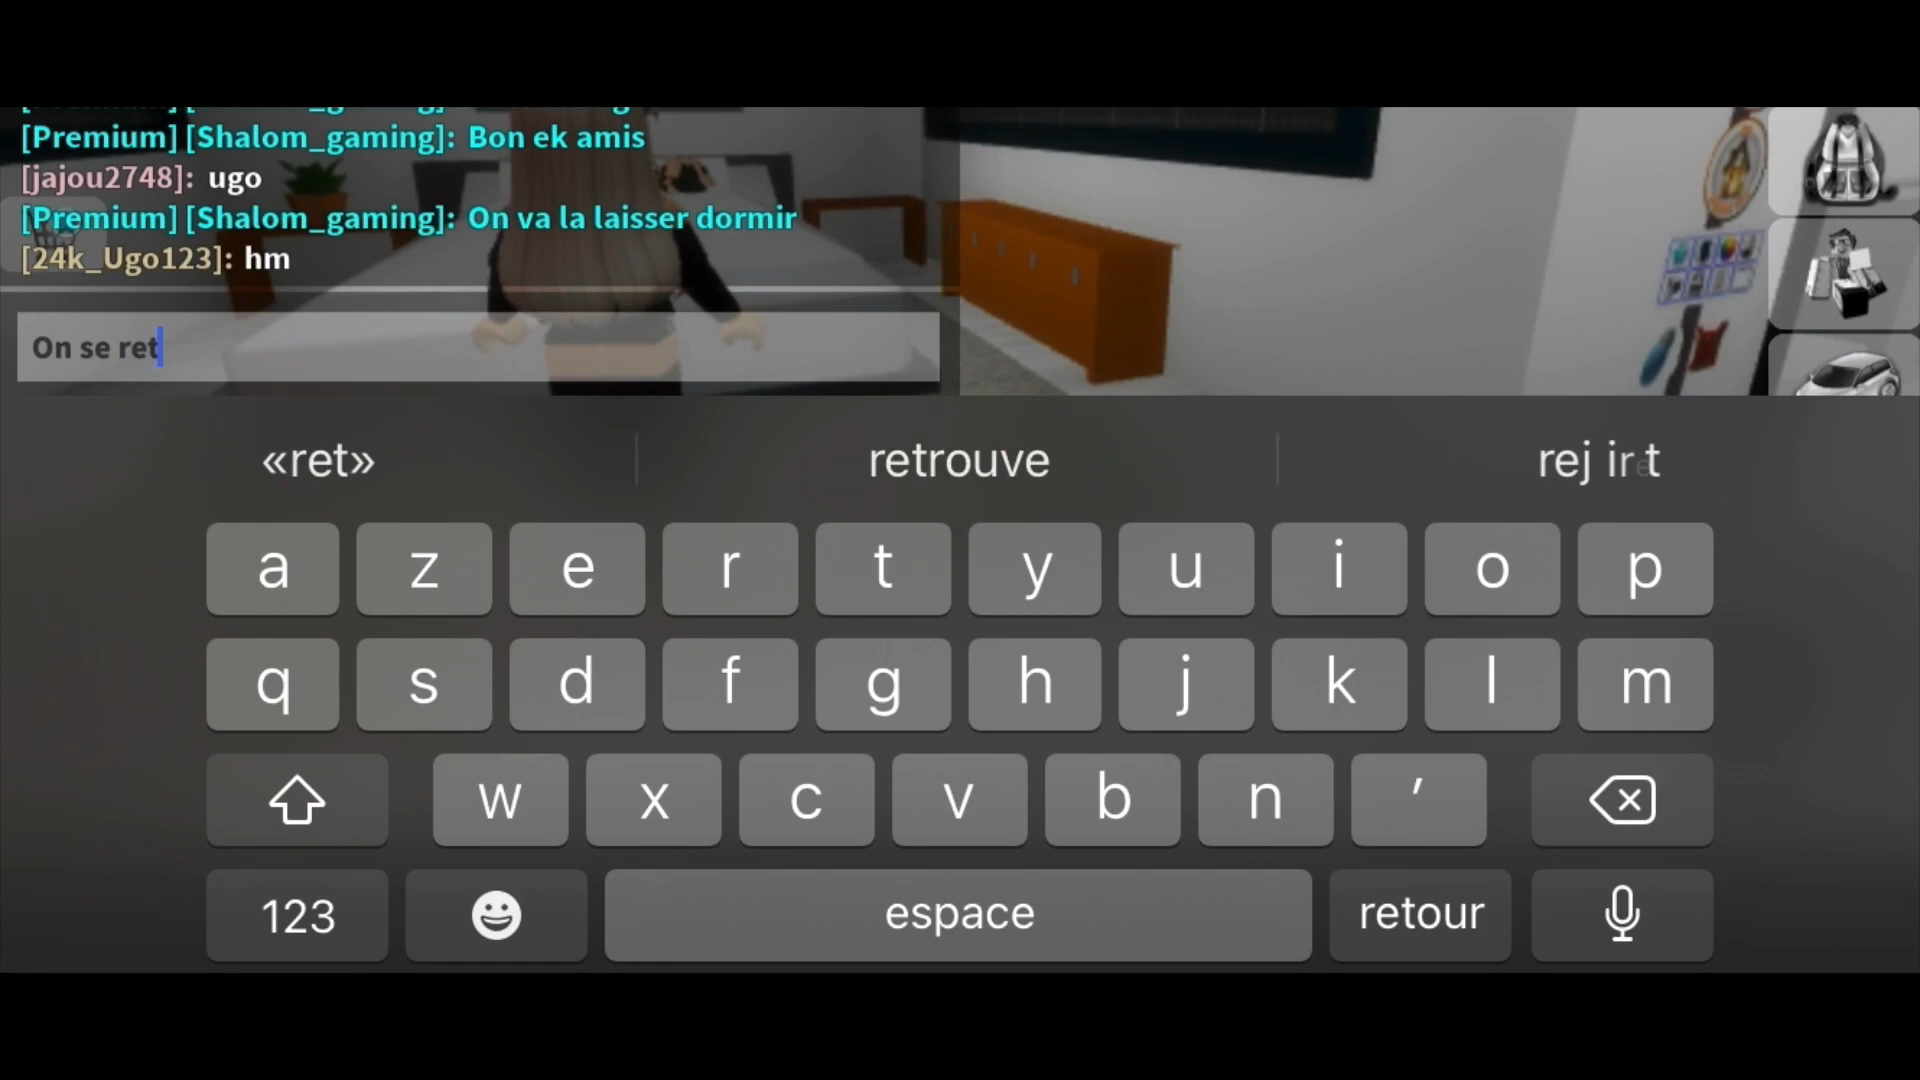 [Premium] [Shalom_gaming]: Bon ek amis
[jajou2748]: ugo
[Premium] [Shalom_gaming]: On va la laisser dormir
[24k_Ugo123]: hm
On se ret
«ret» retrouve
a z e r t y u i o p
q s d f g h j k l m
w x c v b n ’
123 espace retour